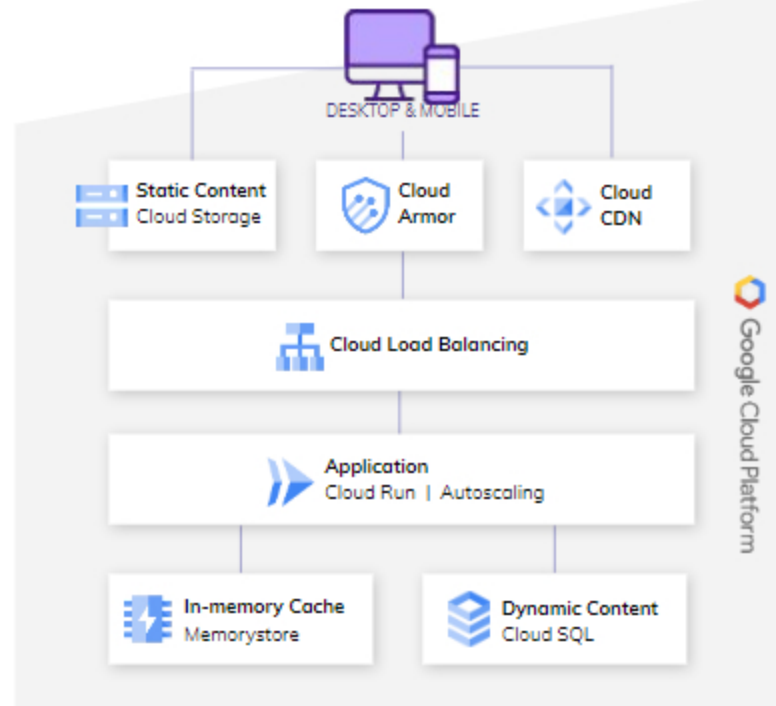 DESKTOP & MOBILE
Static Content
Cloud Storage
Cloud
Armor
Cloud
CDN
Cloud Load Balancing
Application
Cloud Run | Autoscaling
In-memory Cache
Memorystore
Dynamic Content
Cloud SQL
Google Cloud Platform